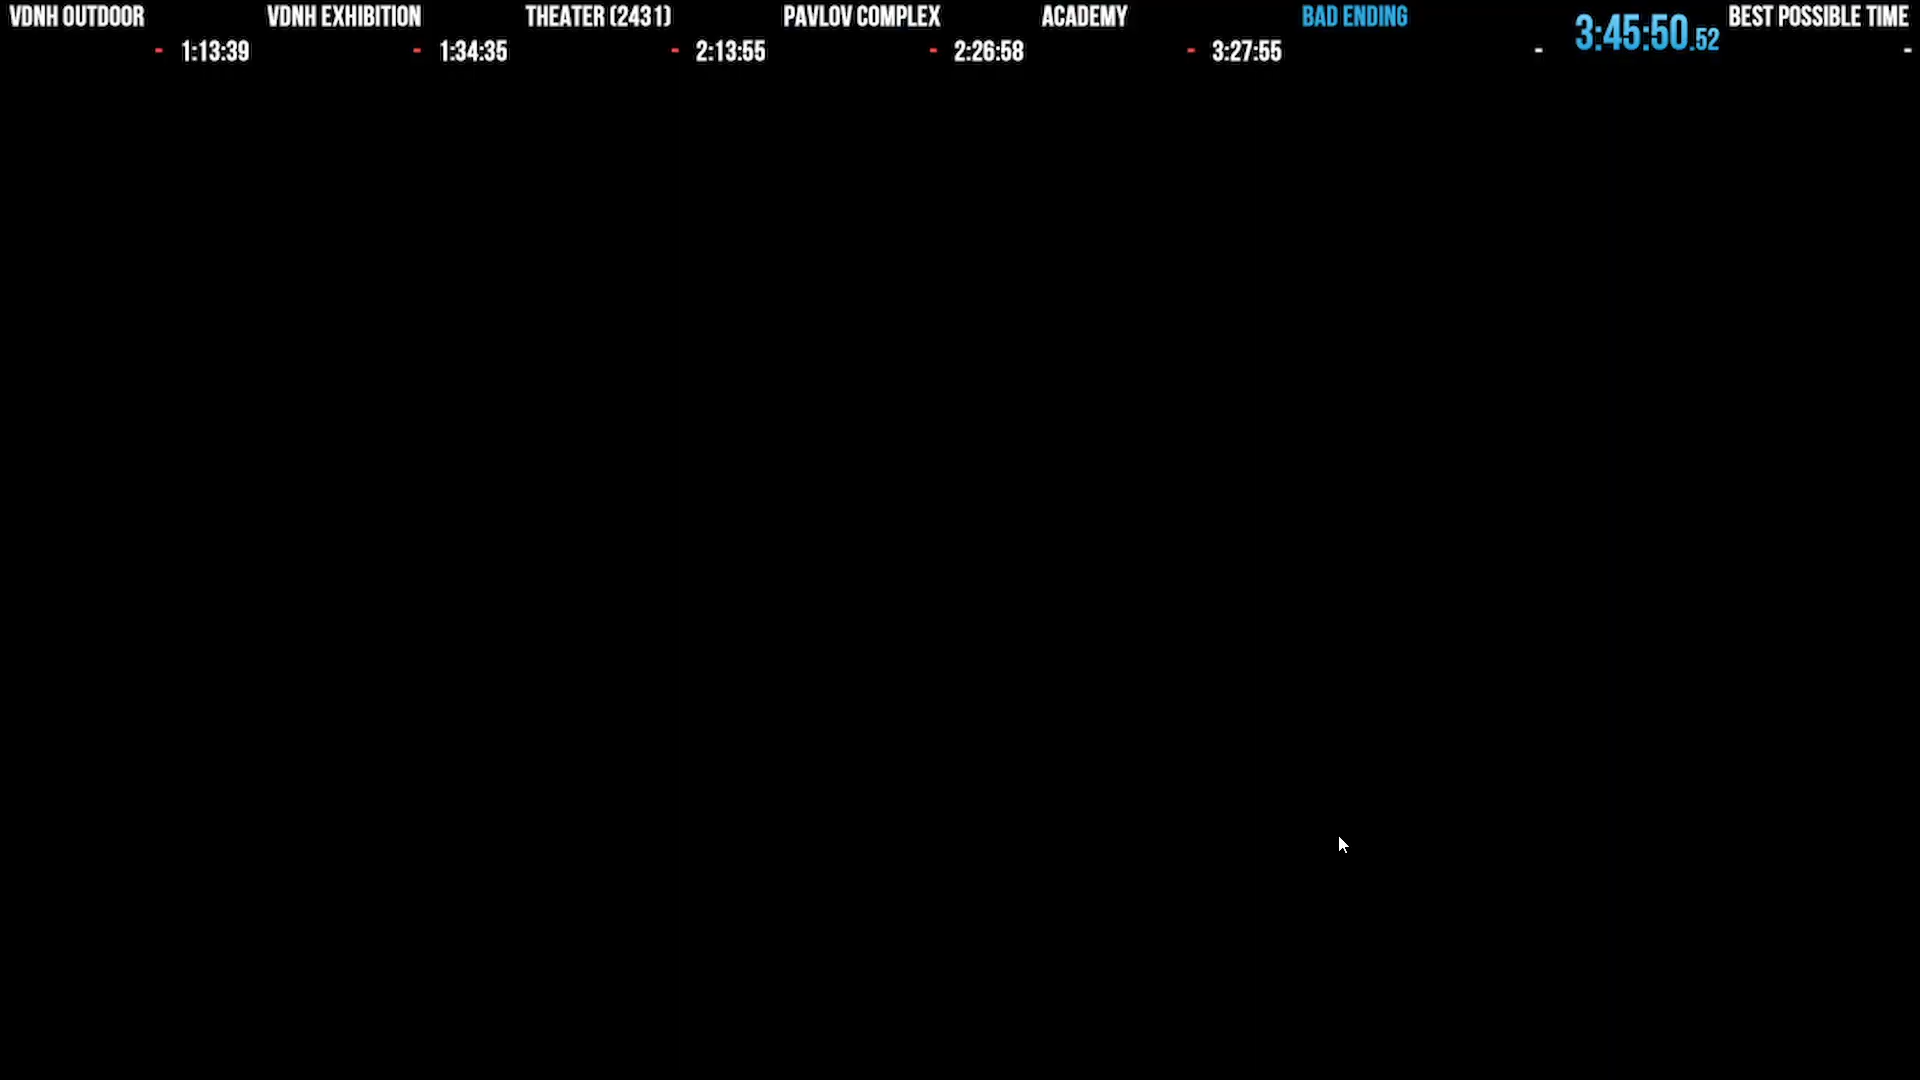 VDNH OUTDOOR VDNH EXHIBITION THEATER (2431) PAVLOV COMPLEX ACADEMY BAD ENDING 3:45:50.52 BEST POSSIBLE TIME
- 1:13:39 - 1:34:35 - 2:13:55 - 2:26:58 - 3:27:55 - -